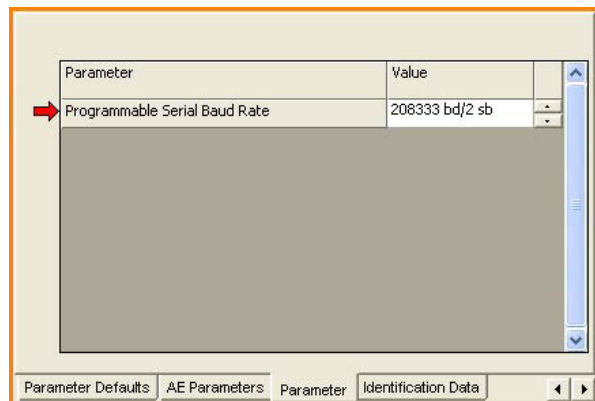 Parameter Value
Programmable Serial Baud Rate 208333 bd/2 sb
Parameter Defaults AE Parameters Parameter Identification Data